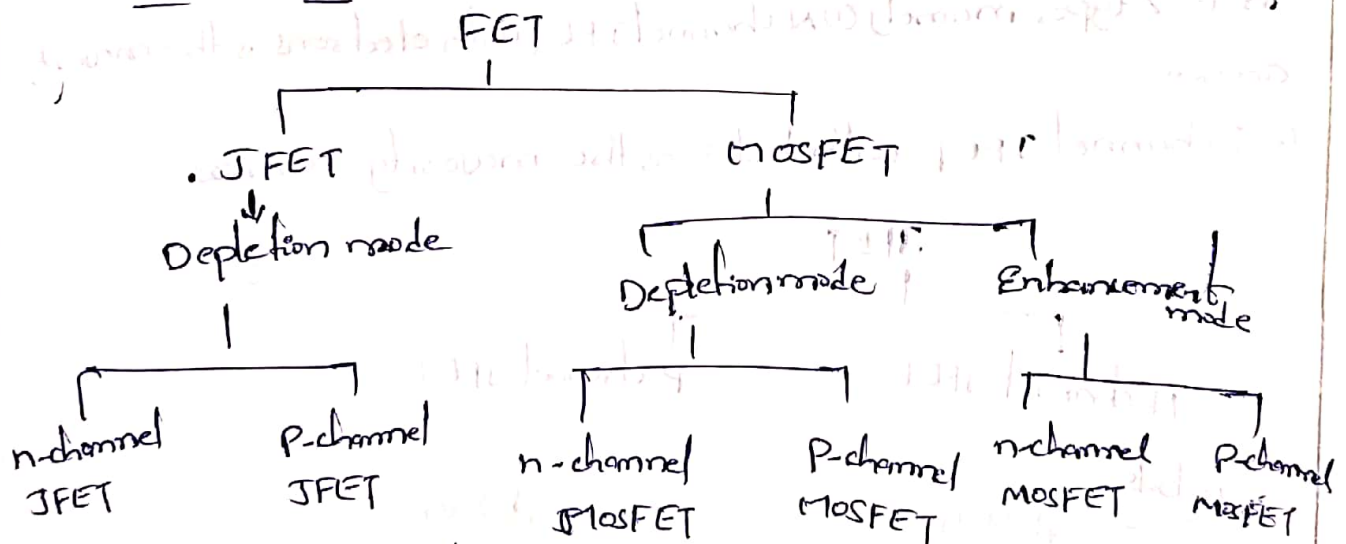 FET
JFET
MOSFET
Depletion mode
Depletion mode
Enhancement
mode
n-channel
JFET
P-channel
JFET
n-channel
MOSFET
P-channel
MOSFET
n-channel
MOSFET
P-channel
MOSFET